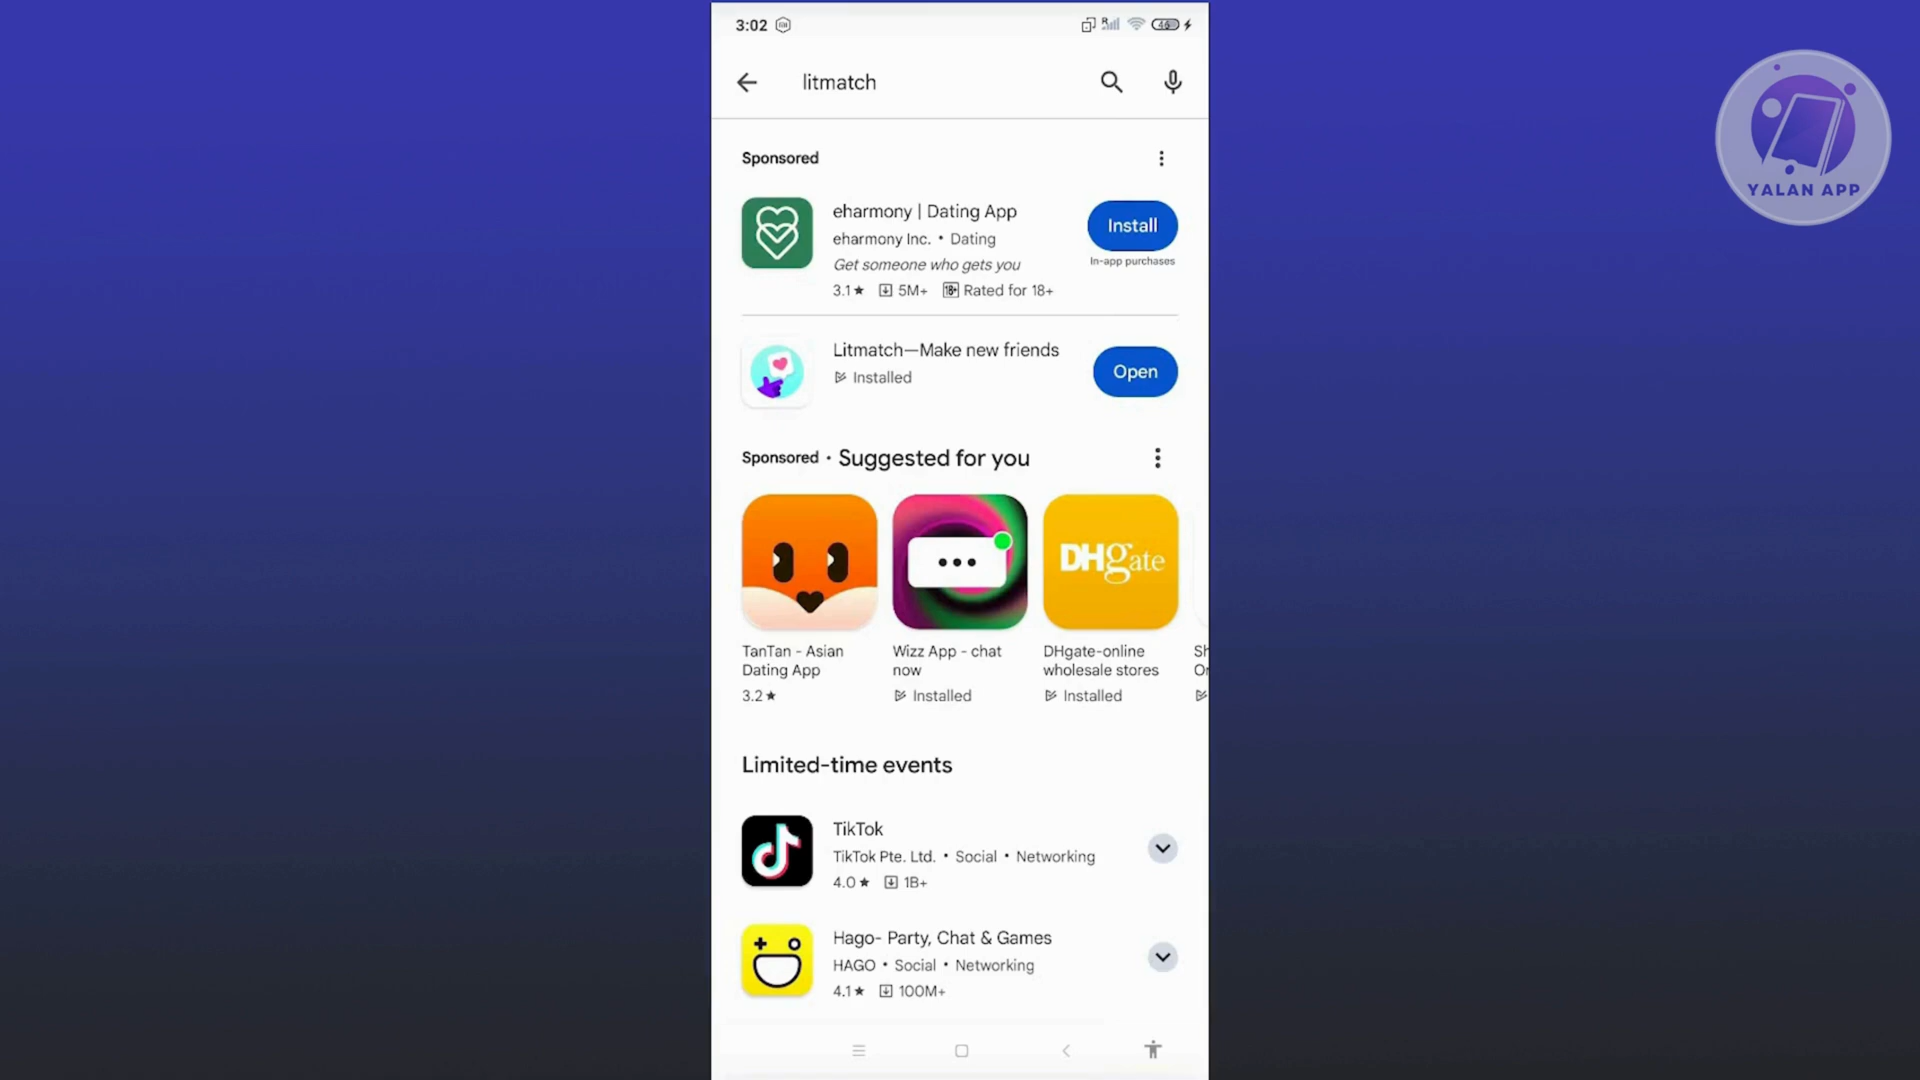 3:02
46
litmatch
YALAN APP
Sponsored
eharmony | Dating App
eharmony Inc. • Dating
Get someone who gets you
3.1★ 5M+ 18+ Rated for 18+
Install
In-app purchases
Litmatch—Make new friends
Installed
Open
Sponsored • Suggested for you
DHgate
TanTan - Asian
Dating App
3.2★
Wizz App - chat
now
Installed
DHgate-online
wholesale stores
Installed
Sh
Or
Limited-time events
TikTok
TikTok Pte. Ltd. • Social • Networking
4.0★ 1B+
Hago- Party, Chat & Games
HAGO • Social • Networking
4.1★ 100M+